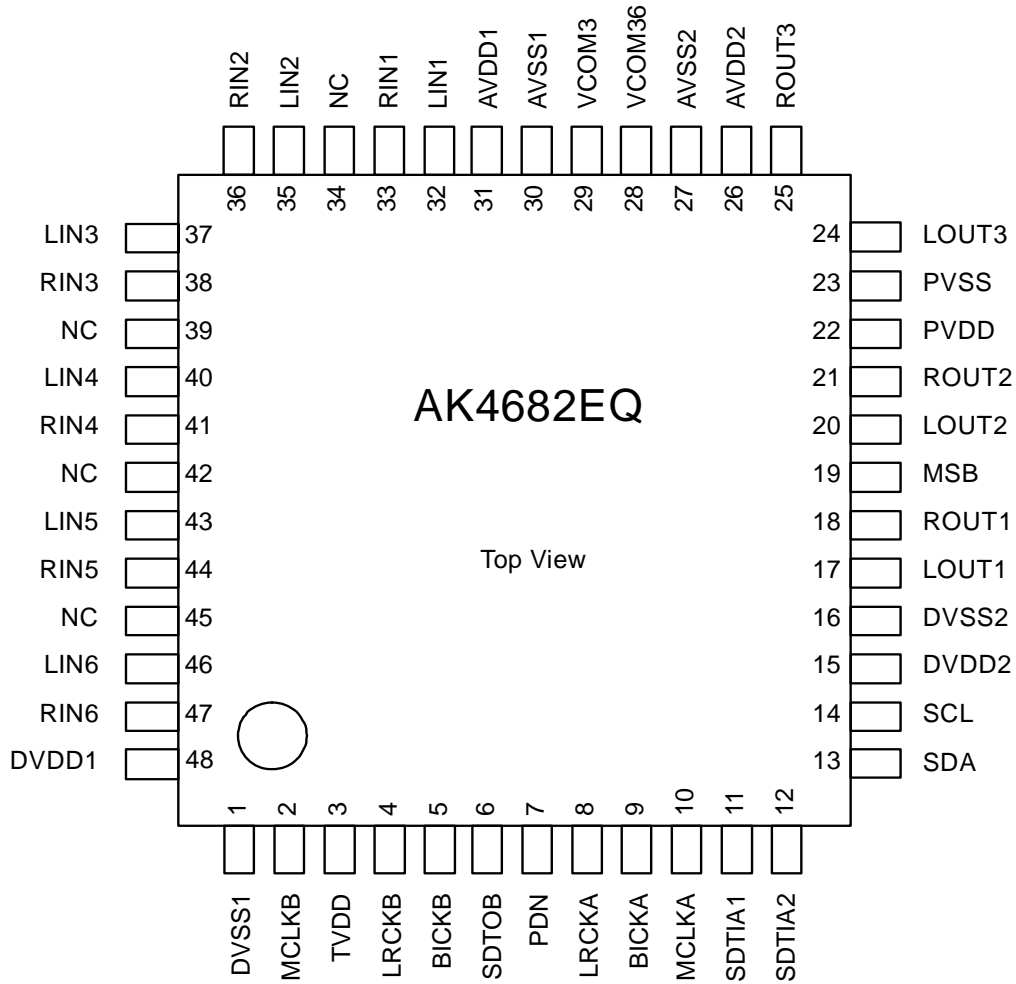 RIN2 LIN2 NC RIN1 LIN1 AVDD1 AVSS1 VCOM3 VCOM36 AVSS2 AVDD2 ROUT3
36 35 34 33 32 31 30 29 28 27 26 25
LIN3 37 24 LOUT3
RIN3 38 23 PVSS
NC 39 22 PVDD
LIN4 40 21 ROUT2
AK4682EQ
RIN4 41 20 LOUT2
NC 42 19 MSB
LIN5 43 18 ROUT1
Top View
RIN5 44 17 LOUT1
NC 45 16 DVSS2
LIN6 46 15 DVDD2
RIN6 47 14 SCL
DVDD1 48 13 SDA
1 2 3 4 5 6 7 8 9 10 11 12
DVSS1 MCLKB TVDD LRCKB BICKB SDTOB PDN LRCKA BICKA MCLKA SDTIA1 SDTIA2